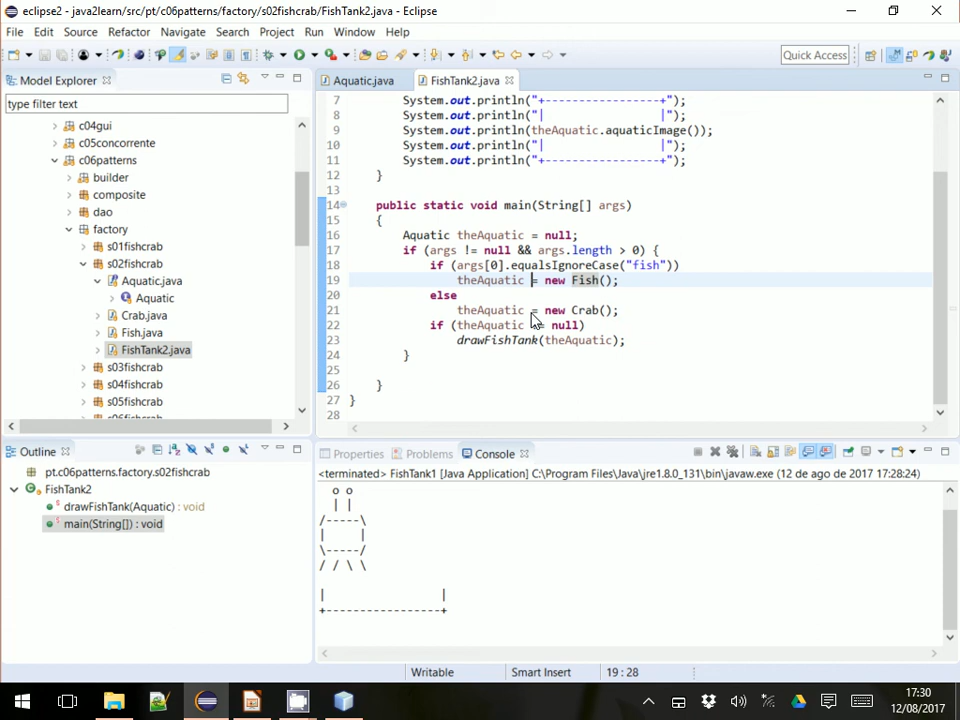 eclipse2 - java2learn/src/pt/c06patterns/factory/s02fishcrab/FishTank2.java - Eclipse
File Edit Source Refactor Navigate Search Project Run Window Help
Quick Access
Model Explorer
type filter text
c04gui
c05concorrente
c06patterns
builder
composite
dao
factory
s01fishcrab
s02fishcrab
Aquatic.java
Aquatic
Crab.java
Fish.java
FishTank2.java
s03fishcrab
s04fishcrab
s05fishcrab
s06fishcrab
Aquatic.java FishTank2.java
7 System.out.println("+-----------------+");
8 System.out.println("|                 |");
9 System.out.println(theAquatic.aquaticImage());
10 System.out.println("|                 |");
11 System.out.println("+-----------------+");
12 }
13
14 public static void main(String[] args)
15 {
16 Aquatic theAquatic = null;
17 if (args != null && args.length > 0) {
18 if (args[0].equalsIgnoreCase("fish"))
19 theAquatic = new Fish();
20 else
21 theAquatic = new Crab();
22 if (theAquatic = null)
23 drawFishTank(theAquatic);
24 }
25
26 }
27 }
28
Outline
pt.c06patterns.factory.s02fishcrab
FishTank2
drawFishTank(Aquatic) : void
main(String[]) : void
Properties Problems Console
<terminated> FishTank1 [Java Application] C:\Program Files\Java\jre1.8.0_131\bin\javaw.exe (12 de ago de 2017 17:28:24)
o o
| |
/-----\
|     |
\-----/
/ / \ \
|                 |
+-----------------+
Writable Smart Insert 19 : 28
17:30
12/08/2017